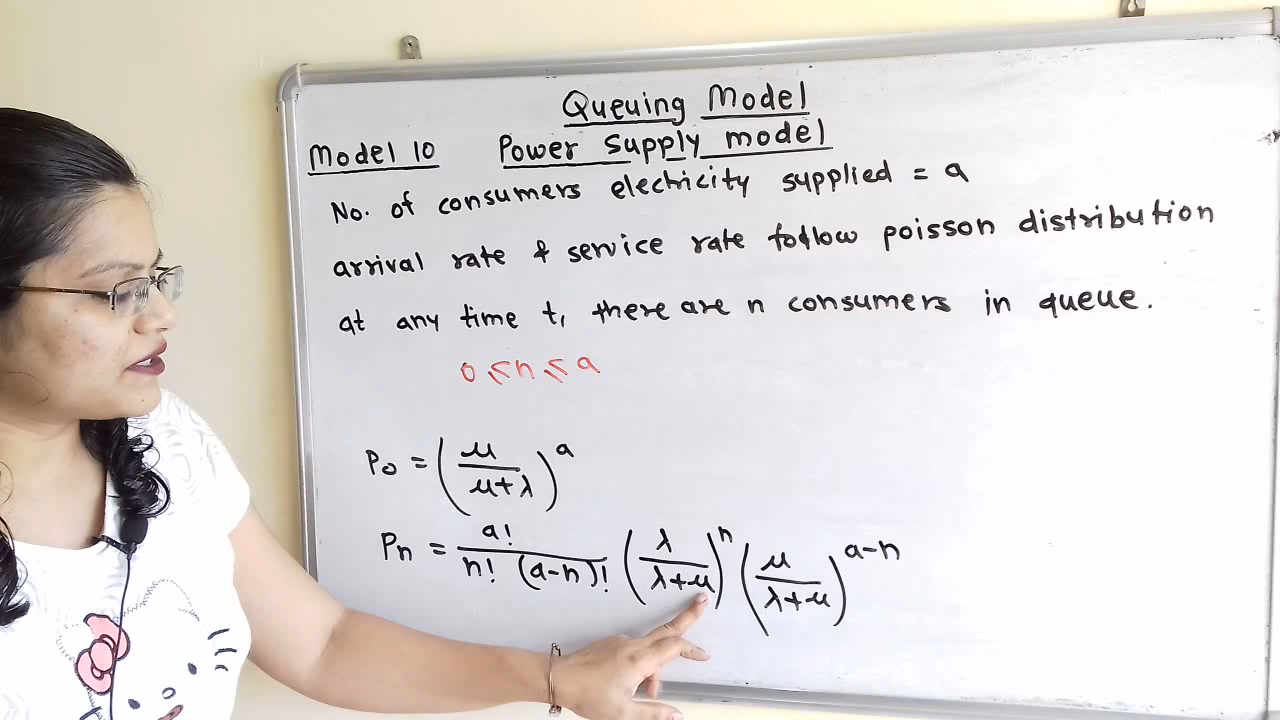 Queuing Model
Model 10 Power supply model
No. of consumers electricity supplied = a
arrival rate & service rate follow poisson distribution
at any time t, there are n consumers in queue.
0 ≤ n ≤ a
P₀ = (μ / μ+λ)ᵃ
Pₙ = a! / n! (a-n)! (λ / λ+μ)ⁿ (μ / λ+μ)ᵃ⁻ⁿ